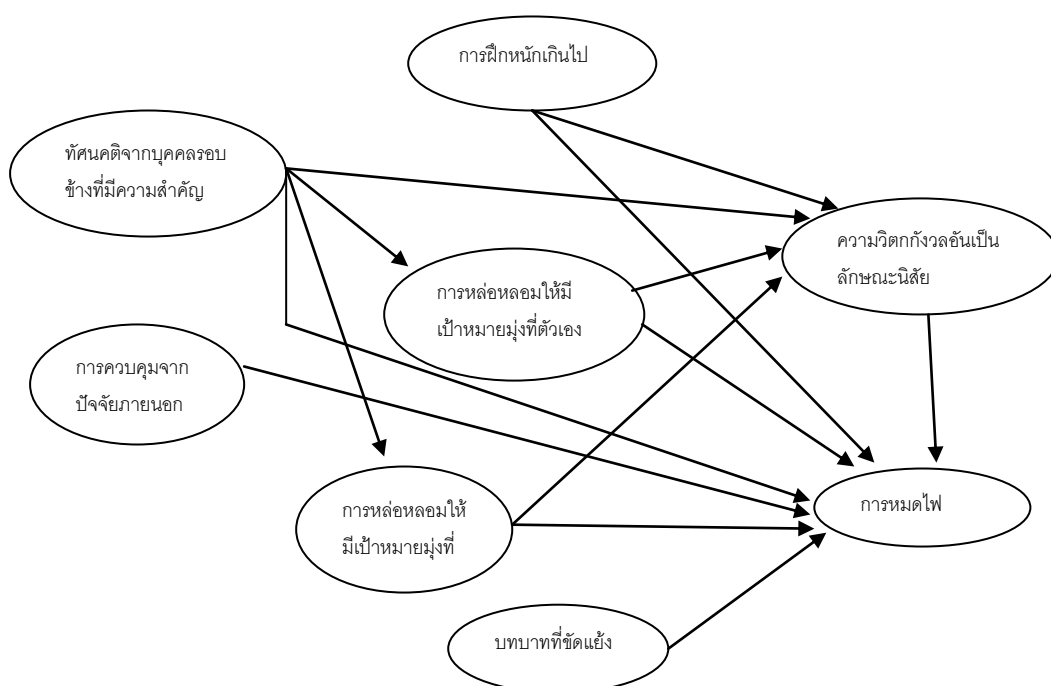 การฝึกหนักเกินไป
ทัศนคติจากบุคคลรอบ
ข้างที่มีความสำคัญ
ความวิตกกังวลอันเป็น
ลักษณะนิสัย
การหล่อหลอมให้มี
เป้าหมายมุ่งที่ตัวเอง
การควบคุมจาก
ปัจจัยภายนอก
การหล่อหลอมให้
มีเป้าหมายมุ่งที่
การหมดไฟ
บทบาทที่ขัดแย้ง